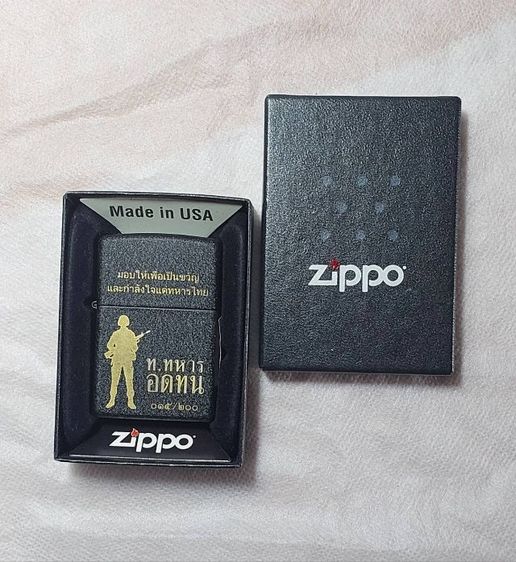 Made in USA
มอบให้เพื่อเป็นขวัญ
และกำลังใจแด่ทหารไทย
ท.ทหาร
อดทน
๐๑๕/๒๐๐
zippo
zippo